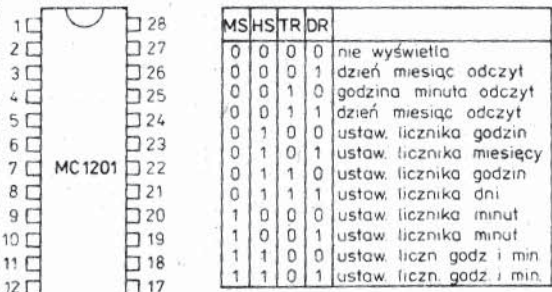 1 28
2 27
3 26
4 25
5 24
6 23
7 MC1201 22
8 21
9 20
10 19
11 18
12 17
MS HS TR DR
0 0 0 0 nie wyświetla
0 0 0 1 dzień miesiąc odczyt
0 0 1 0 godzina minuta odczyt
0 0 1 1 dzień miesiąc odczyt
0 1 0 0 ustaw. licznika godzin
0 1 0 1 ustaw. licznika miesięcy
0 1 1 0 ustaw. licznika godzin
0 1 1 1 ustaw. licznika dni
1 0 0 0 ustaw. licznika minut
1 0 0 1 ustaw. licznika minut
1 1 0 0 ustaw. liczn godz i min
1 1 0 1 ustaw. liczn. godz. i min.